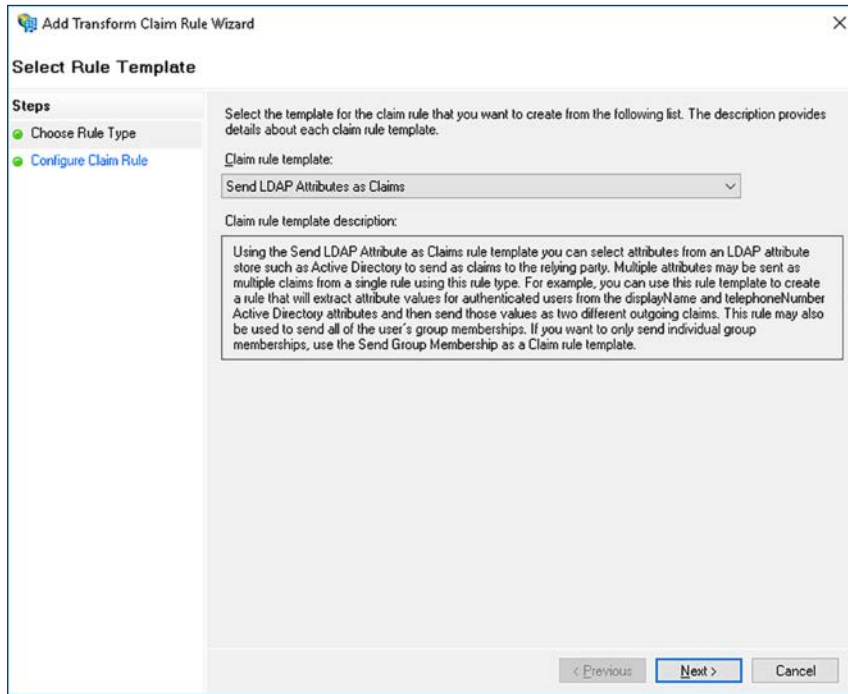 Add Transform Claim Rule Wizard
Select Rule Template
Steps
Choose Rule Type
Configure Claim Rule
Select the template for the claim rule that you want to create from the following list. The description provides
details about each claim rule template.
Claim rule template:
Send LDAP Attributes as Claims
Claim rule template description:
Using the Send LDAP Attribute as Claims rule template you can select attributes from an LDAP attribute
store such as Active Directory to send as claims to the relying party. Multiple attributes may be sent as
multiple claims from a single rule using this rule type. For example, you can use this rule template to create
a rule that will extract attribute values for authenticated users from the displayName and telephoneNumber
Active Directory attributes and then send those values as two different outgoing claims. This rule may also
be used to send all of the user's group memberships. If you want to only send individual group
memberships, use the Send Group Membership as a Claim rule template.
< Previous
Next >
Cancel